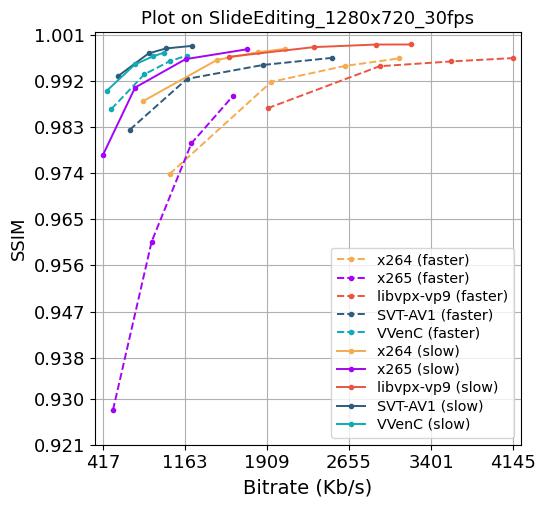 Plot on SlideEditing_1280x720_30fps
1.001
0.992
0.983
0.974
0.965
0.956
0.947
0.938
0.930
0.921
SSIM
x264 (faster)
x265 (faster)
libvpx-vp9 (faster)
SVT-AV1 (faster)
VVenC (faster)
x264 (slow)
x265 (slow)
libvpx-vp9 (slow)
SVT-AV1 (slow)
VVenC (slow)
417 1163 1909 2655 3401 4145
Bitrate (Kb/s)